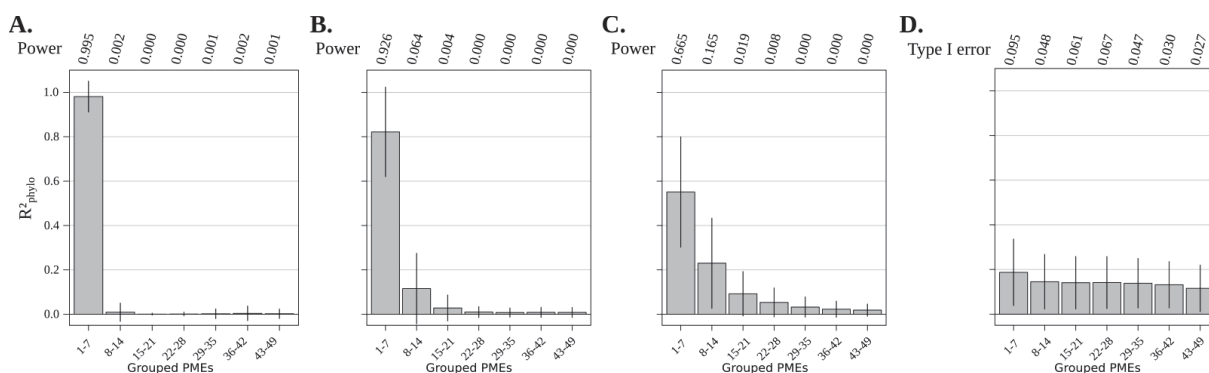 A.
Power 0.995 0.002 0.000 0.000 0.001 0.002 0.001
R²phylo
1.0
0.8
0.6
0.4
0.2
0.0
1-7 8-14 15-21 22-28 29-35 36-42 43-49
Grouped PMEs
B.
Power 0.926 0.064 0.004 0.000 0.000 0.000 0.000
1-7 8-14 15-21 22-28 29-35 36-42 43-49
Grouped PMEs
C.
Power 0.665 0.165 0.019 0.008 0.000 0.000 0.000
1-7 8-14 15-21 22-28 29-35 36-42 43-49
Grouped PMEs
D.
Type I error 0.095 0.048 0.061 0.067 0.047 0.030 0.027
1-7 8-14 15-21 22-28 29-35 36-42 43-49
Grouped PMEs